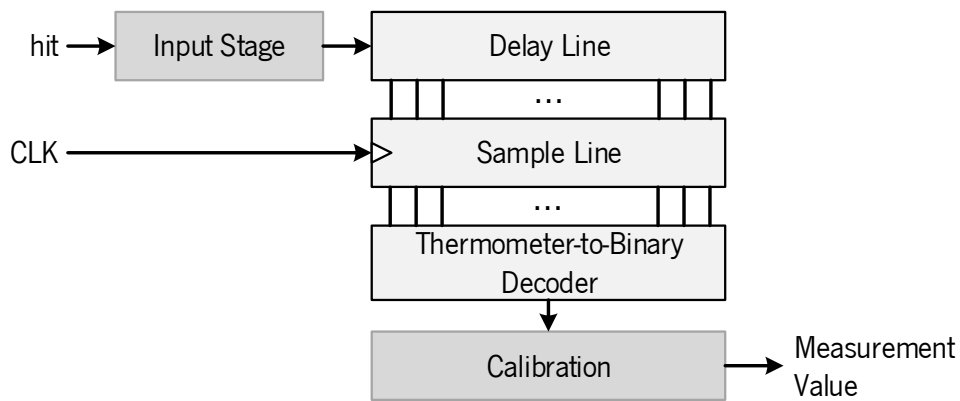 hit
Input Stage
Delay Line
...
CLK
Sample Line
...
Thermometer-to-Binary
Decoder
Calibration
Measurement
Value